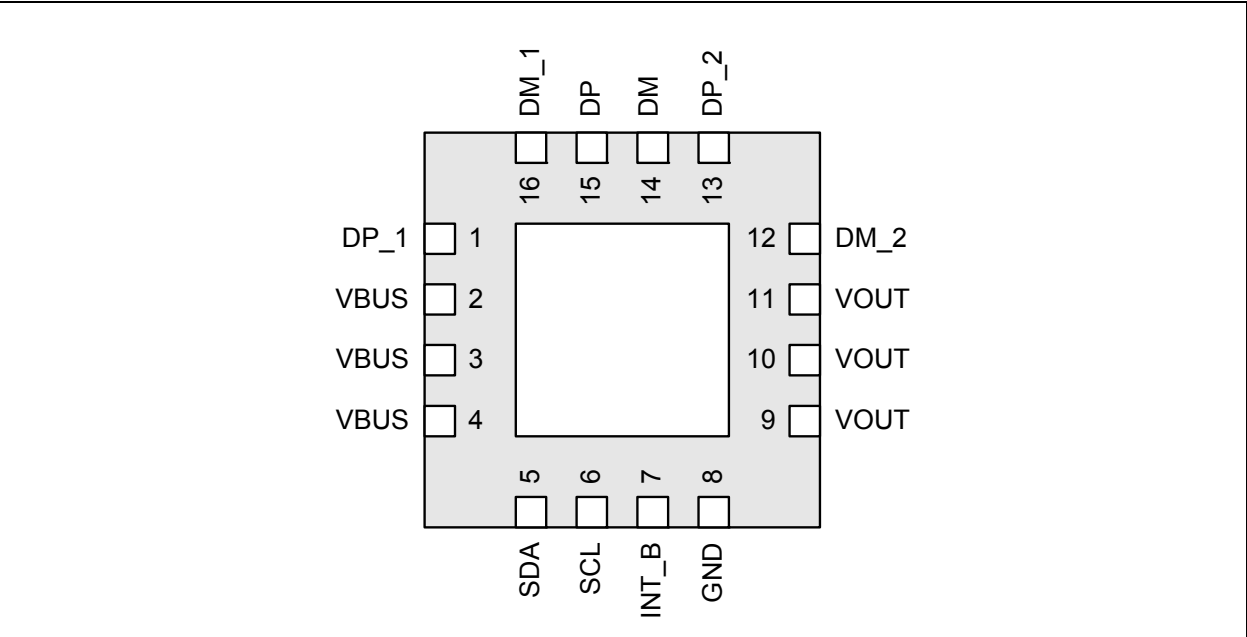 DM_1 DP DM DP_2
16 15 14 13
DP_1 1 12 DM_2
VBUS 2 11 VOUT
VBUS 3 10 VOUT
VBUS 4 9 VOUT
5 6 7 8
SDA SCL INT_B GND